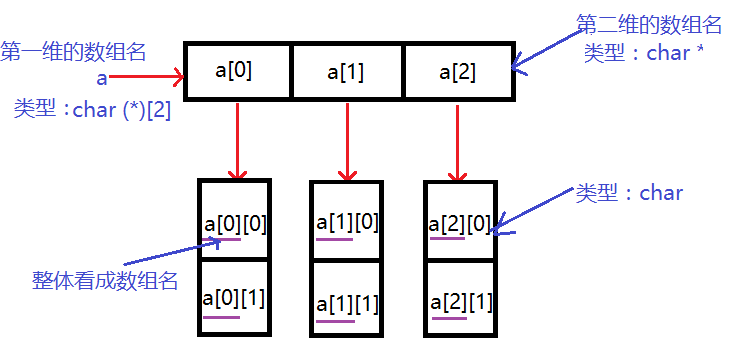 第二维的数组名
类型：char *
第一维的数组名
a
类型：char (*)[2]
a[0] a[1] a[2]
类型：char
a[0][0] a[1][0] a[2][0]
整体看成数组名
a[0][1] a[1][1] a[2][1]